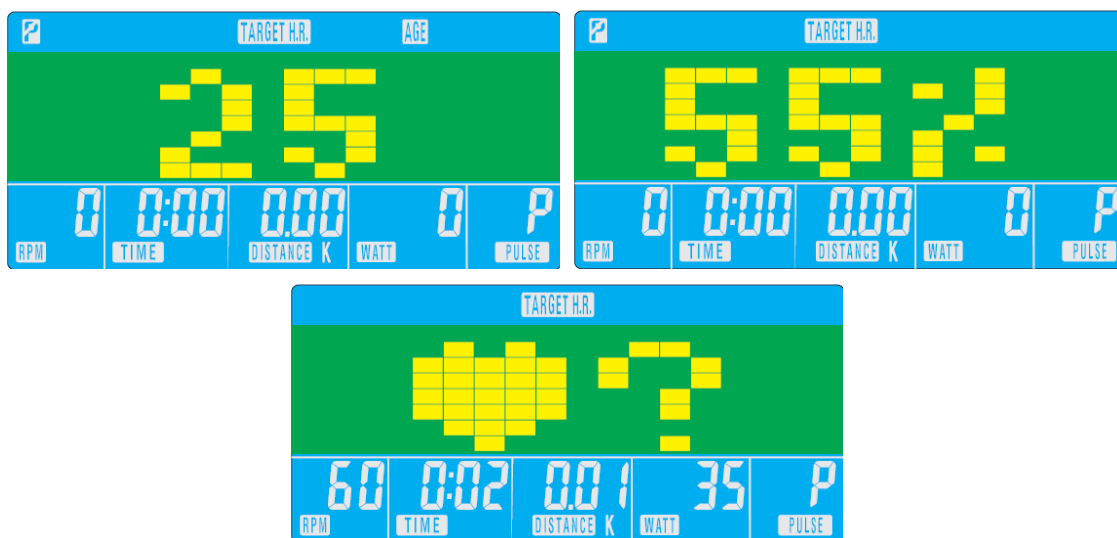 P TARGET H.R. AGE
25
0 0:00 0.00 0 P
RPM TIME DISTANCE K WATT PULSE
P TARGET H.R.
55%
0 0:00 0.00 0 P
RPM TIME DISTANCE K WATT PULSE
TARGET H.R.
?
60 0:02 0.01 35 P
RPM TIME DISTANCE K WATT PULSE